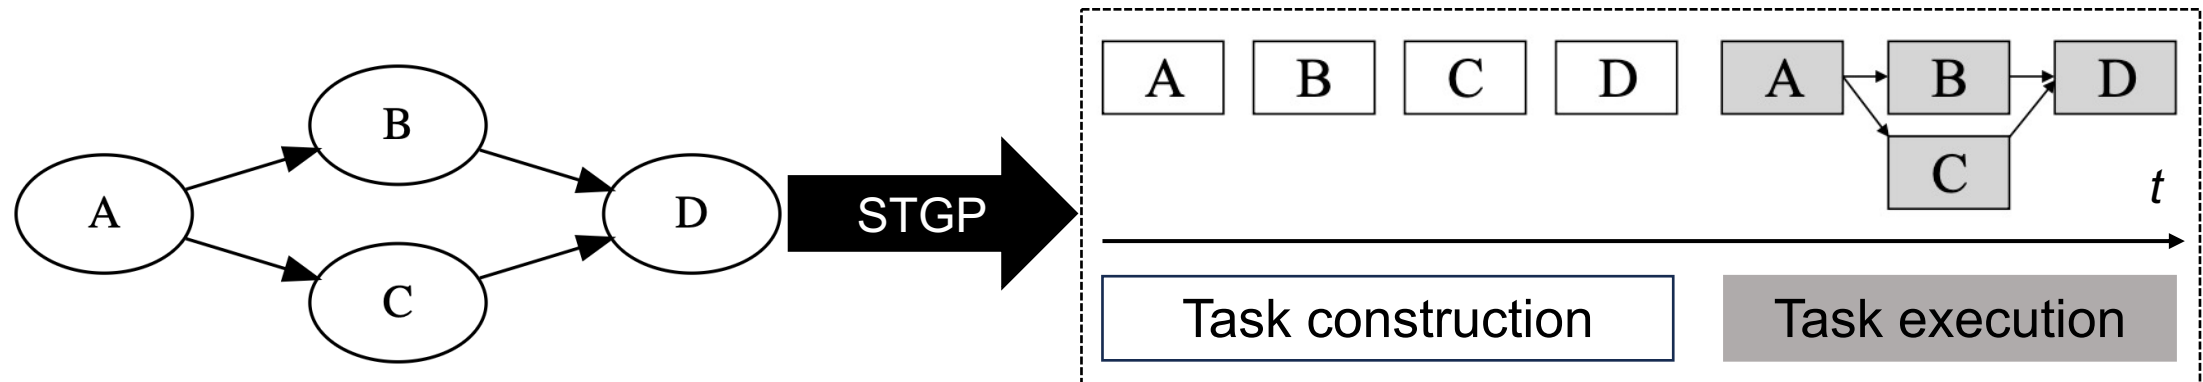 A
B
C
D
STGP
A B C D A B D
C
t
Task construction
Task execution